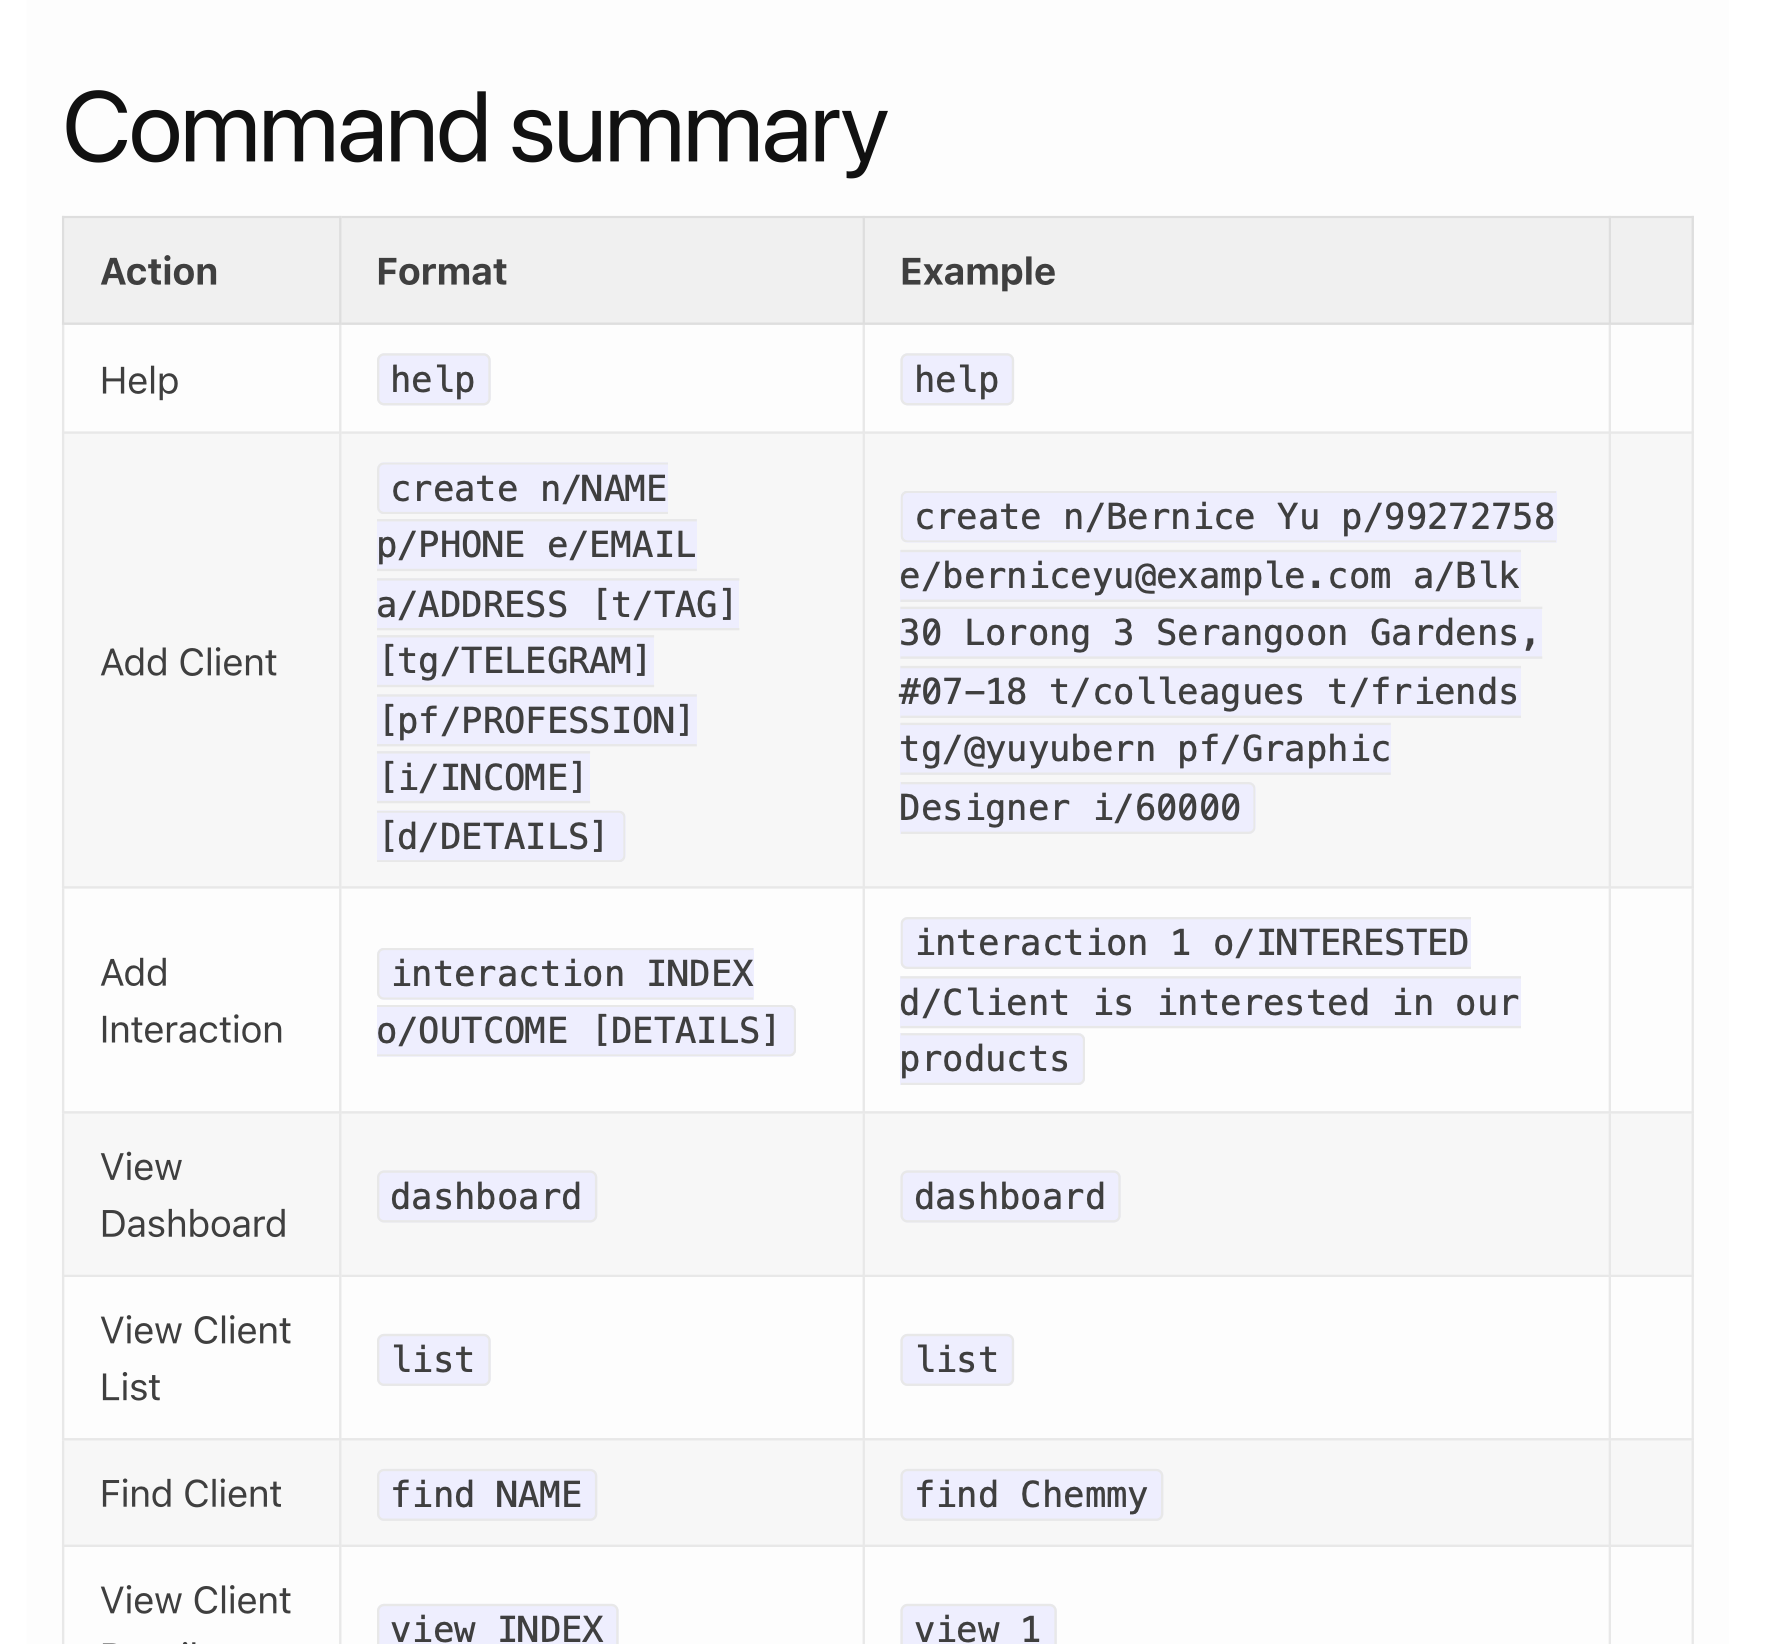 Command summary
Action Format Example
Help help help
Add Client
create n/NAME
p/PHONE e/EMAIL
a/ADDRESS [t/TAG]
[tg/TELEGRAM]
[pf/PROFESSION]
[i/INCOME]
[d/DETAILS]
create n/Bernice Yu p/99272758
e/berniceyu@example.com a/Blk
30 Lorong 3 Serangoon Gardens,
#07-18 t/colleagues t/friends
tg/@yuyubern pf/Graphic
Designer i/60000
Add
Interaction
interaction INDEX
o/OUTCOME [DETAILS]
interaction 1 o/INTERESTED
d/Client is interested in our
products
View
Dashboard
dashboard
dashboard
View Client
List
list
list
Find Client find NAME find Chemmy
View Client
view INDEX
view 1